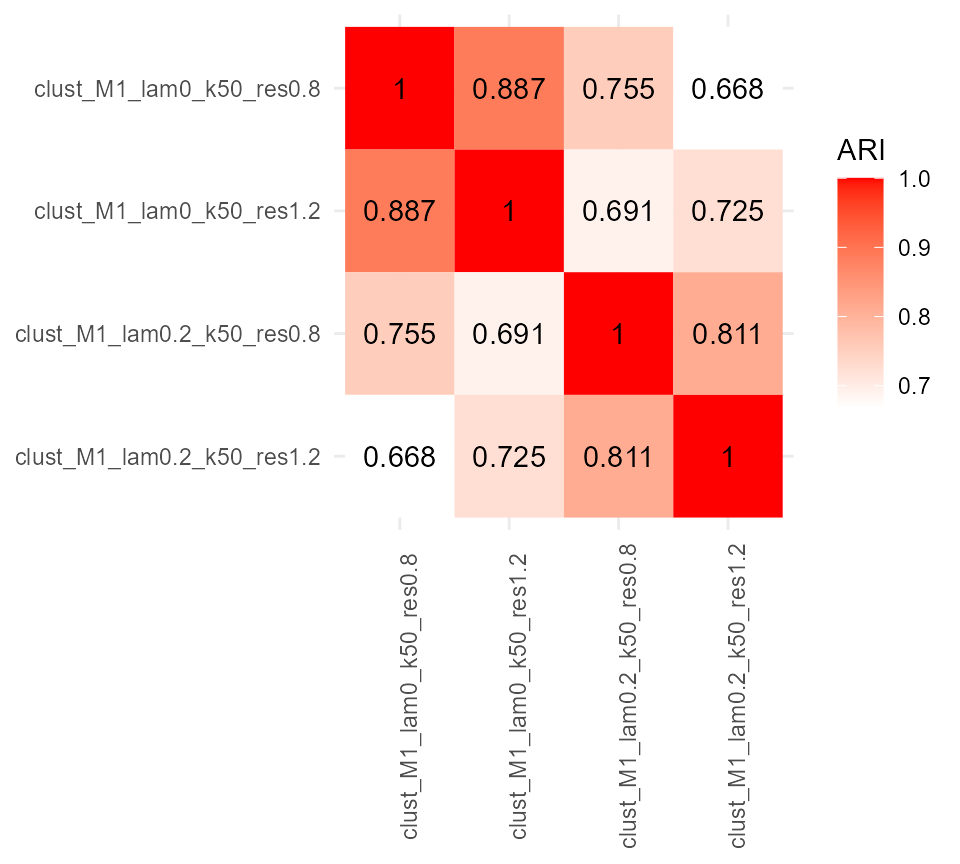 clust_M1_lam0_k50_res0.8
1 0.887 0.755 0.668
clust_M1_lam0_k50_res1.2
0.887 1 0.691 0.725
clust_M1_lam0.2_k50_res0.8
0.755 0.691 1 0.811
clust_M1_lam0.2_k50_res1.2
0.668 0.725 0.811 1
clust_M1_lam0_k50_res0.8
clust_M1_lam0_k50_res1.2
clust_M1_lam0.2_k50_res0.8
clust_M1_lam0.2_k50_res1.2
ARI
1.0
0.9
0.8
0.7